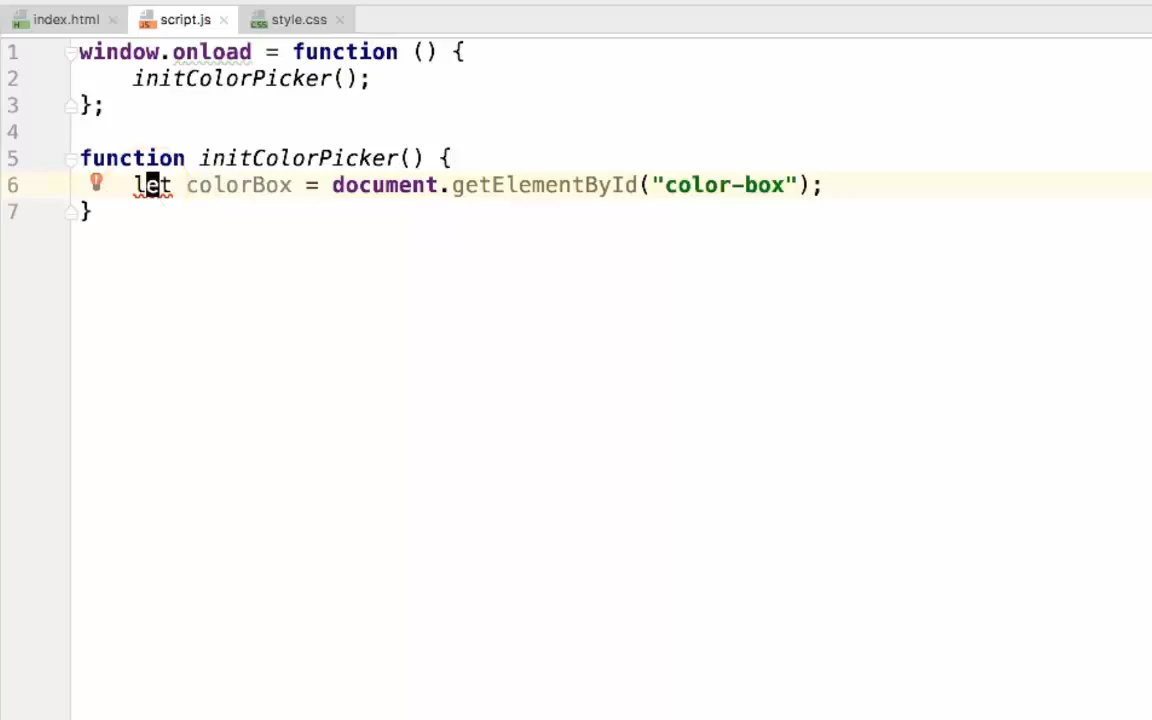 index.html script.js style.css
1 window.onload = function () {
2 initColorPicker();
3 };
4
5 function initColorPicker() {
6 let colorBox = document.getElementById("color-box");
7 }